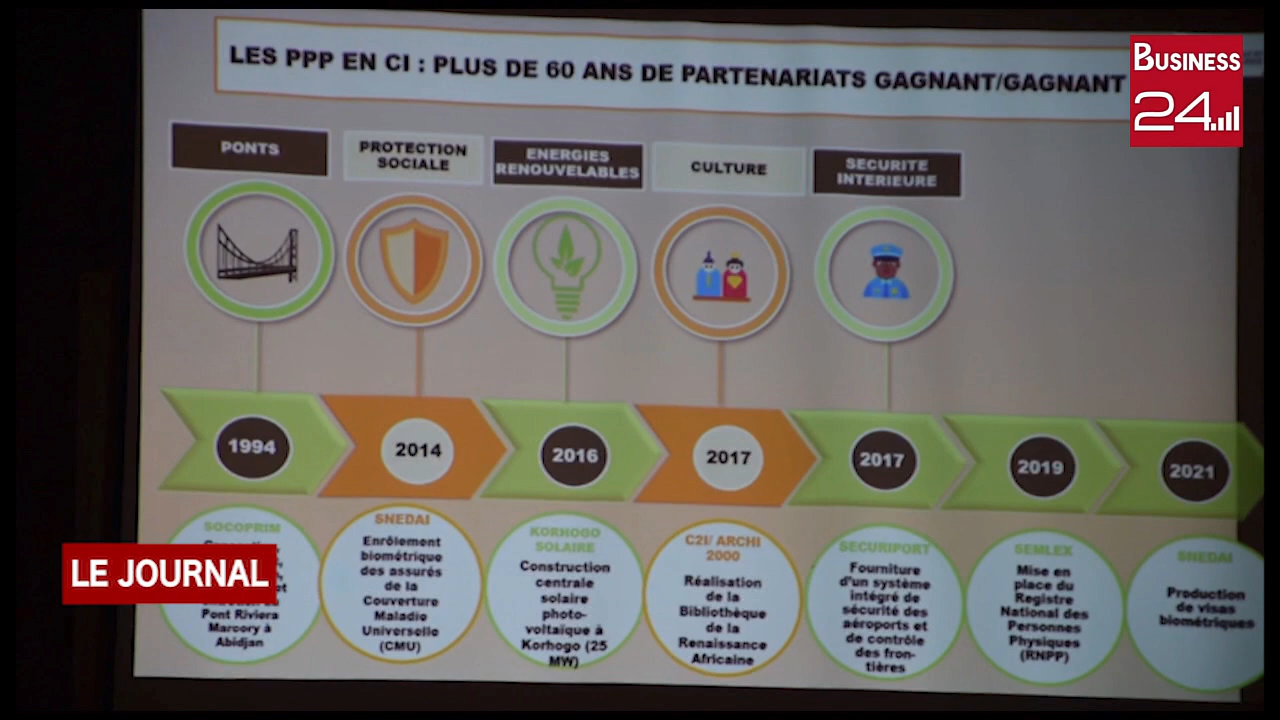 LES PPP EN CI : PLUS DE 60 ANS DE PARTENARIATS GAGNANT/GAGNANT
BUSINESS
24
PONTS
PROTECTION
SOCIALE
ENERGIES
RENOUVELABLES
CULTURE
SECURITE
INTERIEURE
1994
2014
2016
2017
2017
2019
2021
SOCOPRIM
et
Pont Riviera
Marcory à
Abidjan
SNEDAI
Enrôlement
biométrique
des assurés
de la
Couverture
Maladie
Universelle
(CMU)
KORHOGO
SOLAIRE
Construction
centrale
solaire
photo-
voltaïque à
Korhogo (25
MW)
C2I/ ARCHI
2000
Réalisation
de la
Bibliothèque
de la
Renaissance
Africaine
SECURIPORT
Fourniture
d'un système
intégré de
sécurité des
aéroports et
de contrôle
des fron-
tières
SEMLEX
Mise en
place du
Registre
National des
Personnes
Physiques
(RNPP)
SNEDAI
Production
de visas
biométriques
LE JOURNAL